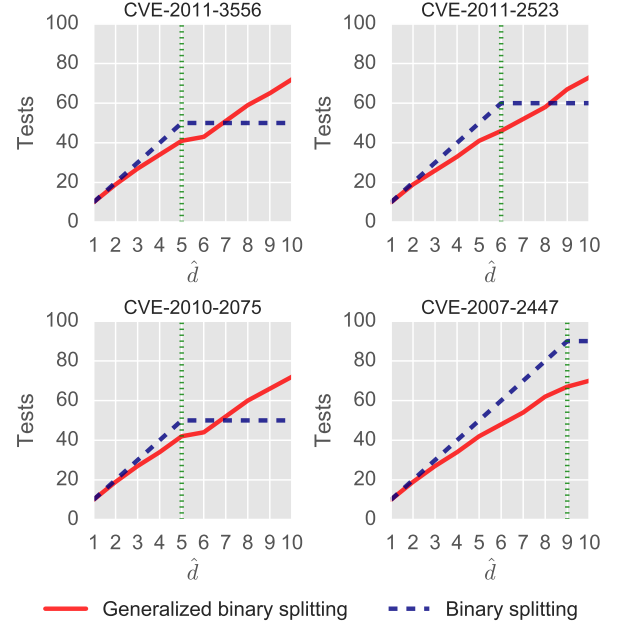 CVE-2011-3556 CVE-2011-2523
100 100
80 80
60 60
Tests Tests
40 40
20 20
0 0
1 2 3 4 5 6 7 8 9 10 1 2 3 4 5 6 7 8 9 10
d̂ d̂
CVE-2010-2075 CVE-2007-2447
100 100
80 80
60 60
Tests Tests
40 40
20 20
0 0
1 2 3 4 5 6 7 8 9 10 1 2 3 4 5 6 7 8 9 10
d̂ d̂
Generalized binary splitting Binary splitting